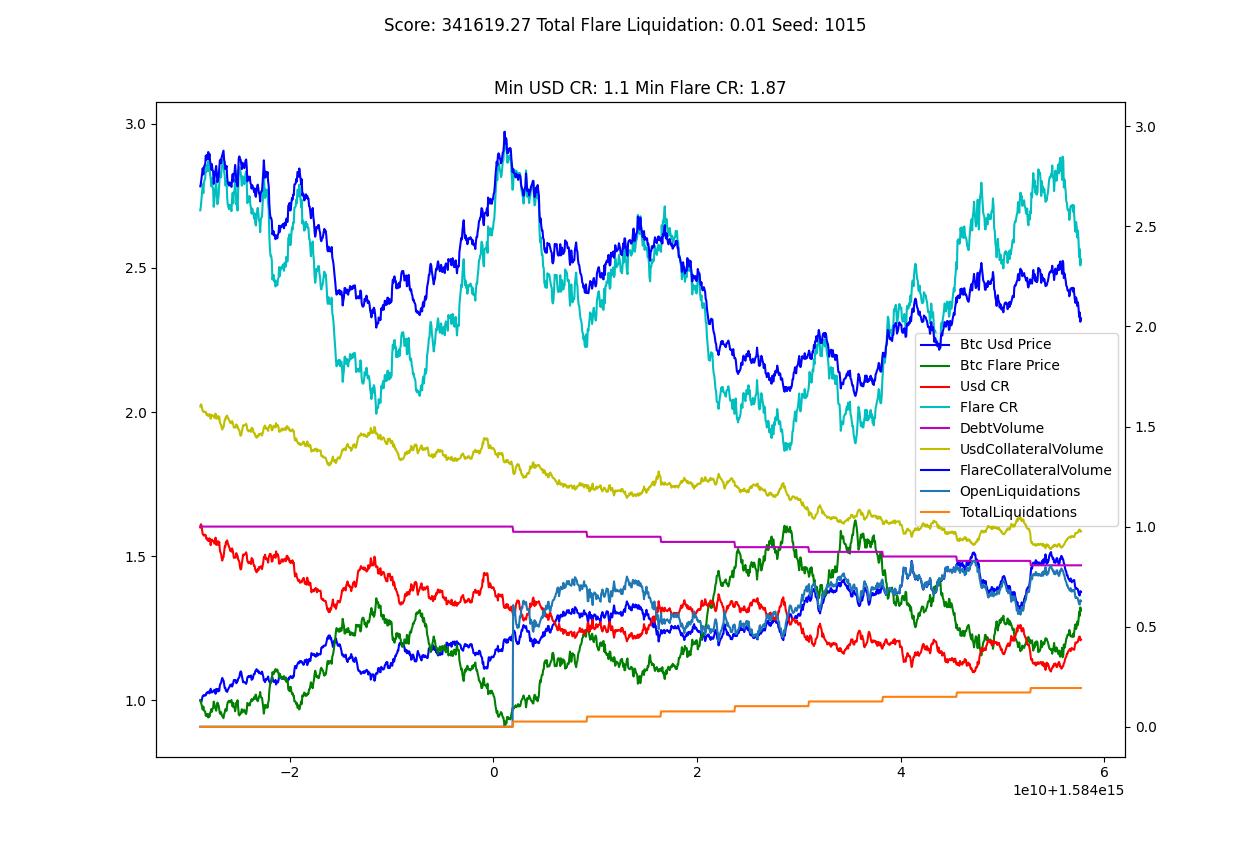 Score: 341619.27 Total Flare Liquidation: 0.01 Seed: 1015
Min USD CR: 1.1 Min Flare CR: 1.87
3.0
2.5
2.0
1.5
1.0
3.0
2.5
2.0
1.5
1.0
0.5
0.0
Btc Usd Price
Btc Flare Price
Usd CR
Flare CR
DebtVolume
UsdCollateralVolume
FlareCollateralVolume
OpenLiquidations
TotalLiquidations
−2 0 2 4 6
1e10+1.584e15